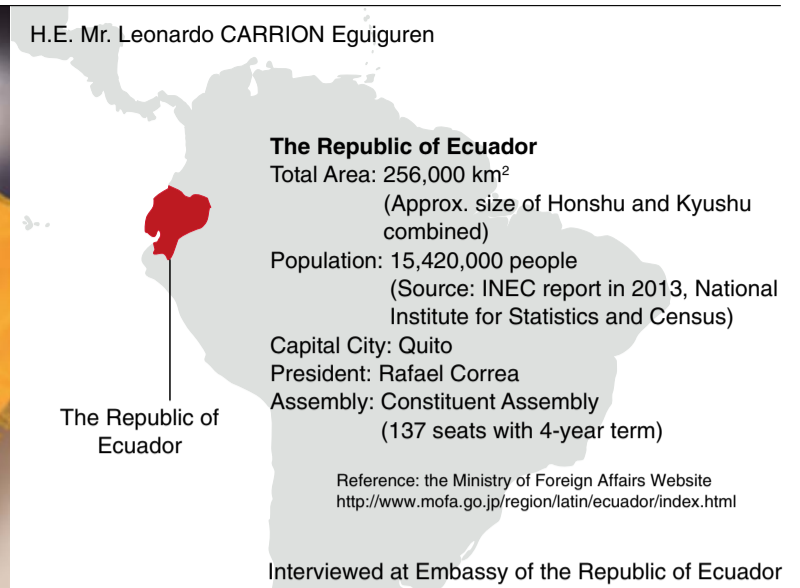 H.E. Mr. Leonardo CARRION Eguiguren
The Republic of Ecuador
Total Area: 256,000 km²
(Approx. size of Honshu and Kyushu
combined)
Population: 15,420,000 people
(Source: INEC report in 2013, National
Institute for Statistics and Census)
Capital City: Quito
President: Rafael Correa
Assembly: Constituent Assembly
(137 seats with 4-year term)
The Republic of
Ecuador
Reference: the Ministry of Foreign Affairs Website
http://www.mofa.go.jp/region/latin/ecuador/index.html
Interviewed at Embassy of the Republic of Ecuador